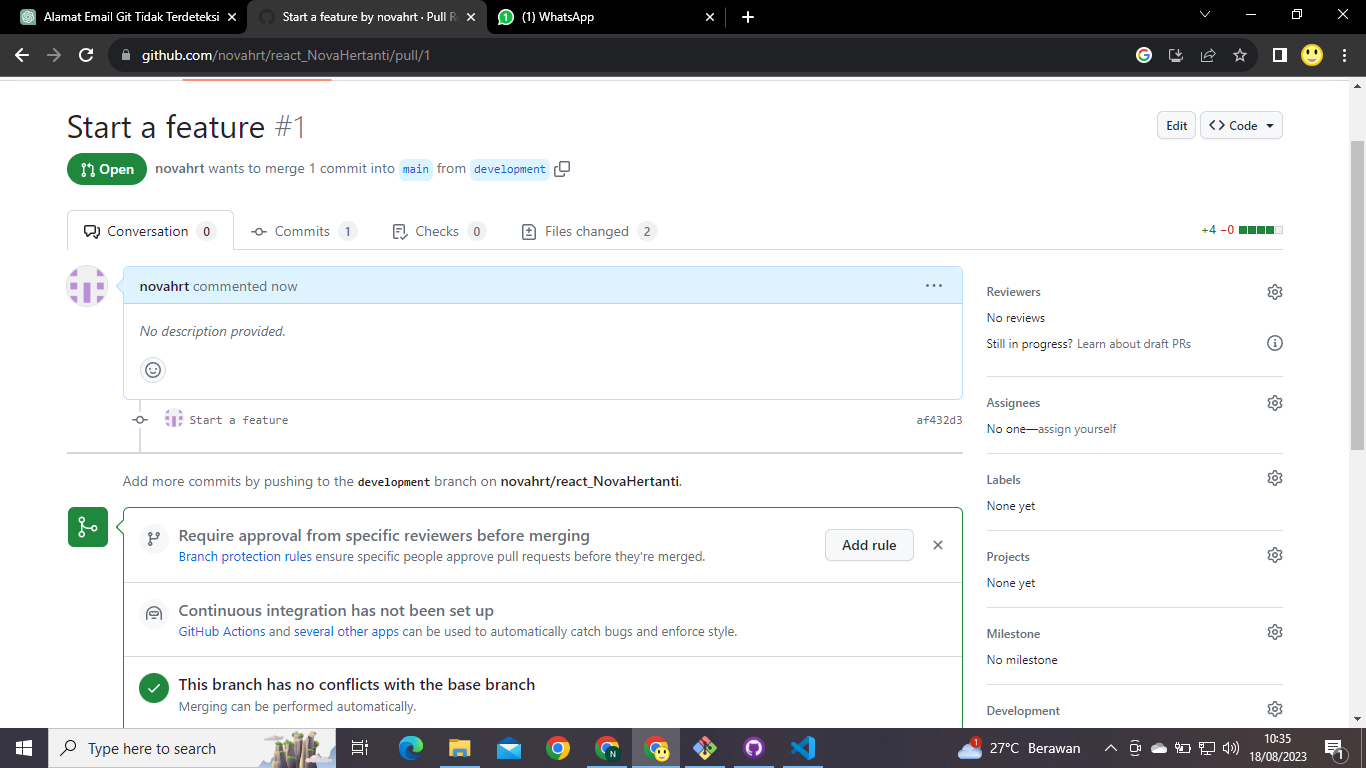 Alamat Email Git Tidak Terdeteksi
Start a feature by novahrt · Pull R
(1) WhatsApp
github.com/novahrt/react_NovaHertanti/pull/1
Start a feature #1
Edit
Code
Open
novahrt wants to merge 1 commit into main from development
Conversation 0
Commits 1
Checks 0
Files changed 2
+4 −0
novahrt commented now
No description provided.
Start a feature
af432d3
Add more commits by pushing to the development branch on novahrt/react_NovaHertanti.
Require approval from specific reviewers before merging
Branch protection rules ensure specific people approve pull requests before they're merged.
Add rule
Continuous integration has not been set up
GitHub Actions and several other apps can be used to automatically catch bugs and enforce style.
This branch has no conflicts with the base branch
Merging can be performed automatically.
Reviewers
No reviews
Still in progress? Learn about draft PRs
Assignees
No one—assign yourself
Labels
None yet
Projects
None yet
Milestone
No milestone
Development
Type here to search
N
1
27°C Berawan
10:35
18/08/2023
1